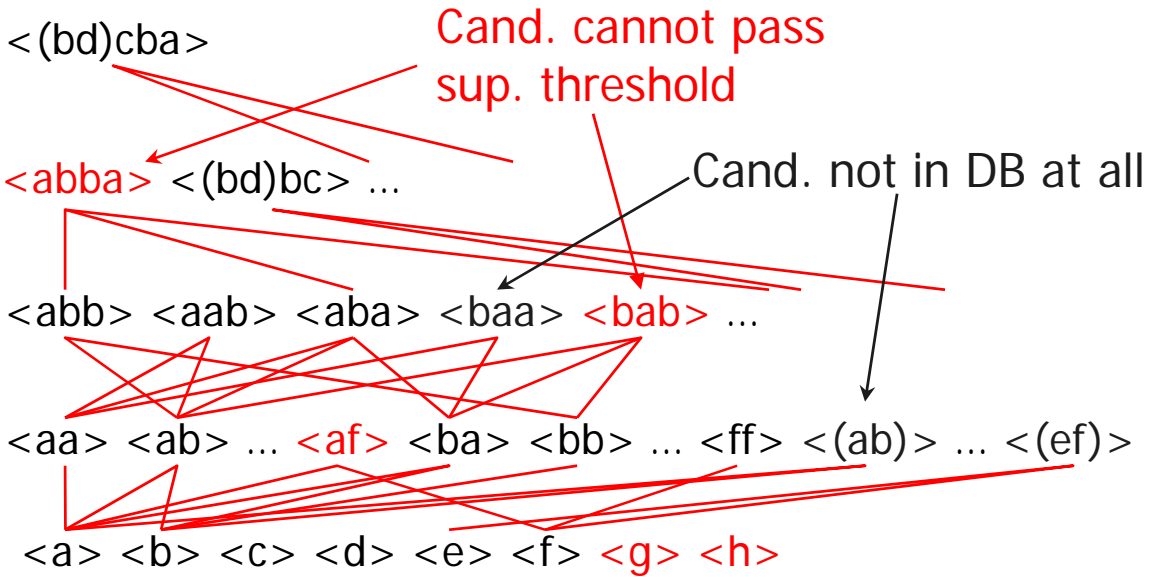 <(bd)cba>
Cand. cannot pass
sup. threshold
<abba> <(bd)bc> ...
Cand. not in DB at all
<abb> <aab> <aba> <baa> <bab> ...
<aa> <ab> ... <af> <ba> <bb> ... <ff> <(ab)> ... <(ef)>
<a> <b> <c> <d> <e> <f> <g> <h>